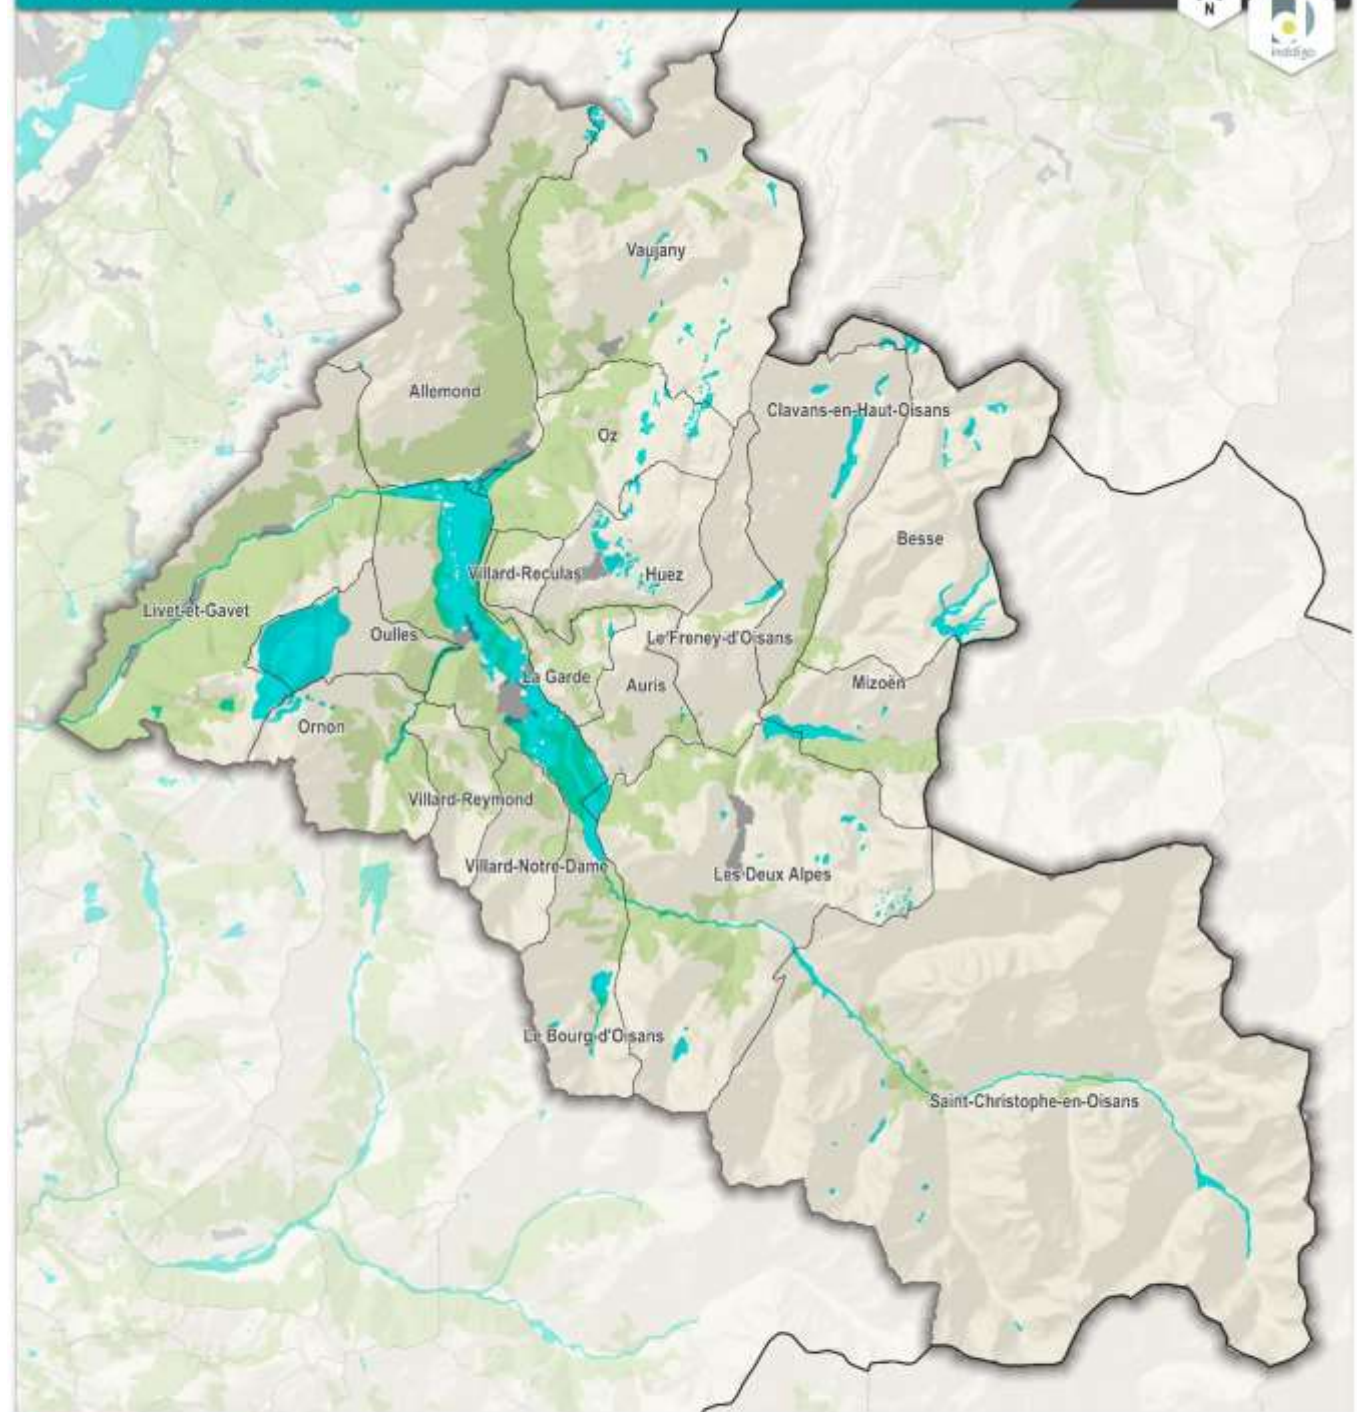 N
inddigo
Vaujany
Allemond
Clavans-en-Haut-Oisans
Oz
Besse
Villard-Reculas
Huez
Livet-et-Gavet
Oulles
Le Freney-d'Oisans
La Garde
Auris
Mizoën
Ornon
Villard-Reymond
Villard-Notre-Dame
Les Deux Alpes
Le Bourg-d'Oisans
Saint-Christophe-en-Oisans